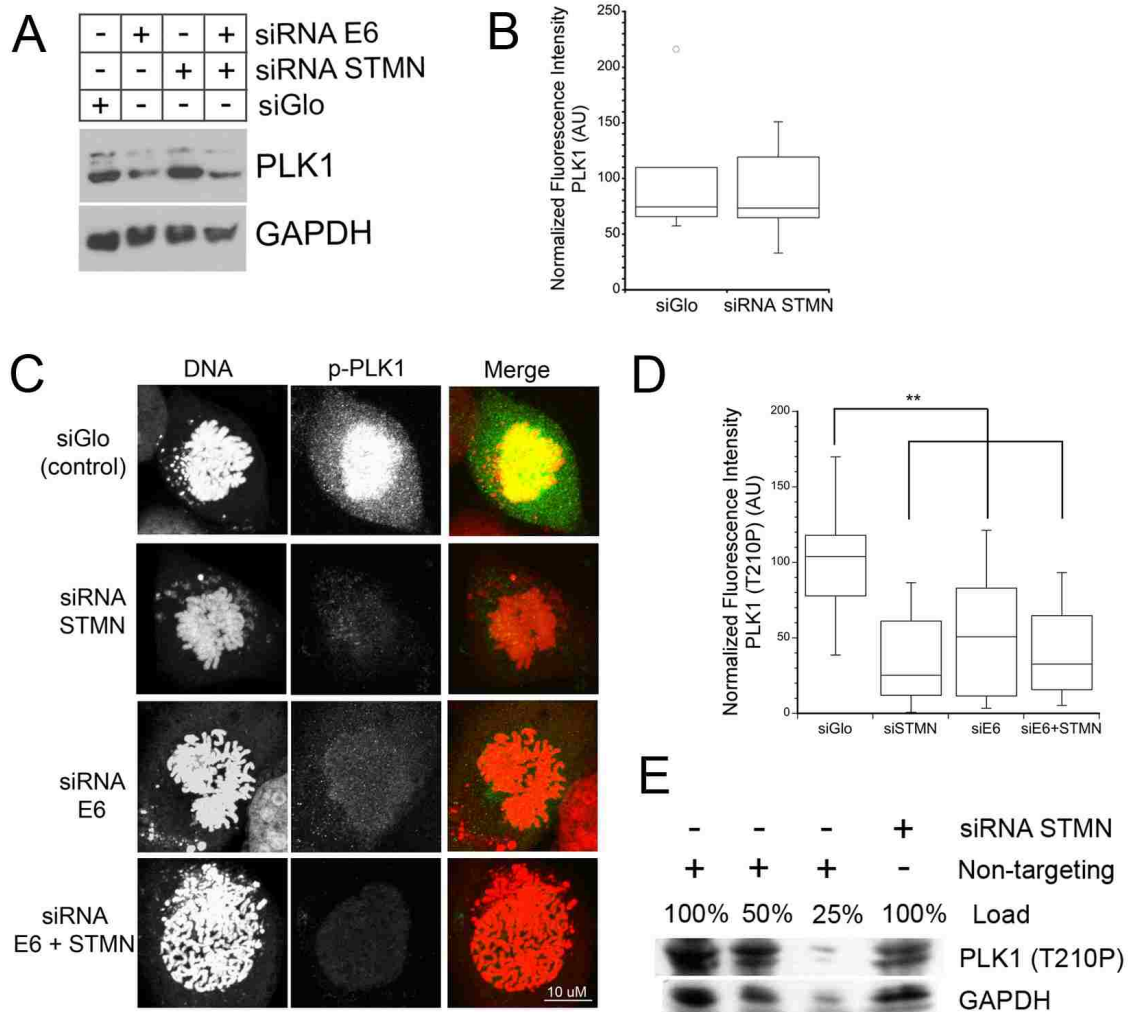 A
- + - + siRNA E6
- - + + siRNA STMN
+ - - - siGlo
PLK1
GAPDH
B
Normalized Fluorescence Intensity
PLK1 (AU)
250
200
150
100
50
0
siGlo siRNA STMN
C
DNA p-PLK1 Merge
siGlo
(control)
siRNA
STMN
siRNA
E6
siRNA
E6 + STMN
10 uM
D
Normalized Fluorescence Intensity
PLK1 (T210P) (AU)
200
150
100
50
0
**
siGlo siSTMN siE6 siE6+STMN
E
- - - + siRNA STMN
+ + + - Non-targeting
100% 50% 25% 100% Load
PLK1 (T210P)
GAPDH